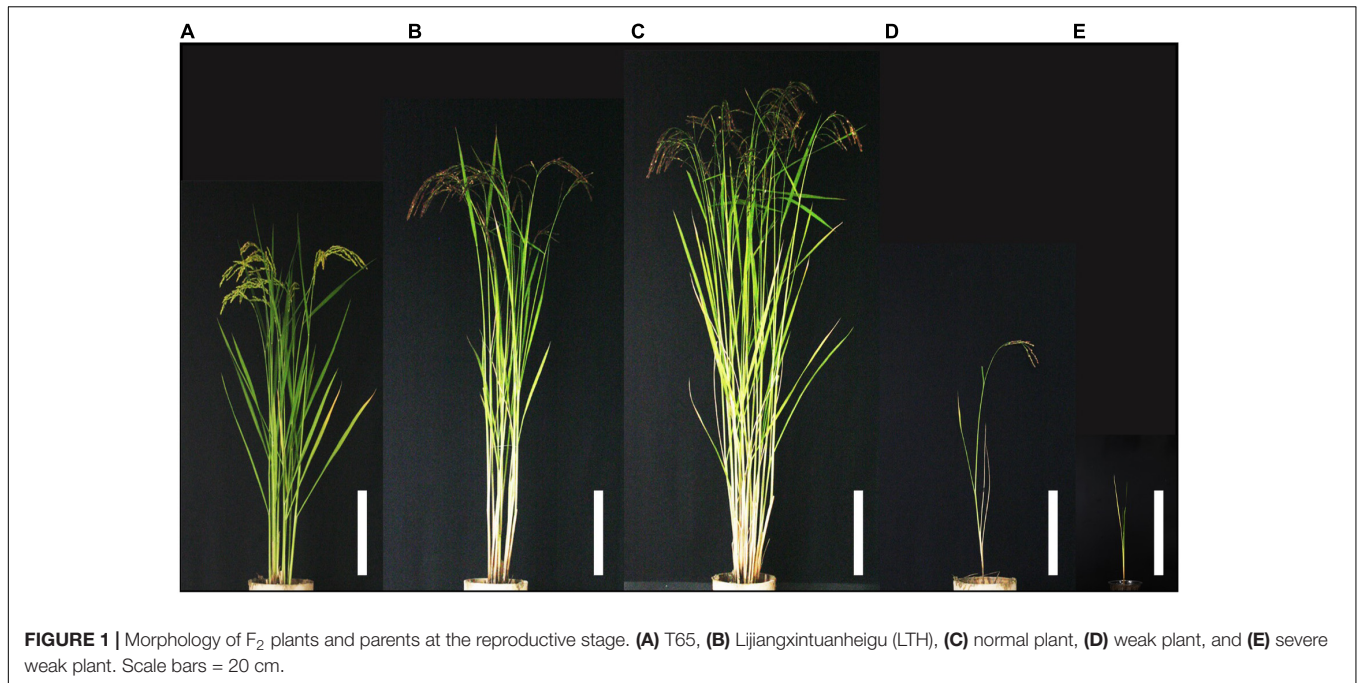 A B C D E
FIGURE 1 | Morphology of F₂ plants and parents at the reproductive stage. (A) T65, (B) Lijiangxintuanheigu (LTH), (C) normal plant, (D) weak plant, and (E) severe
weak plant. Scale bars = 20 cm.